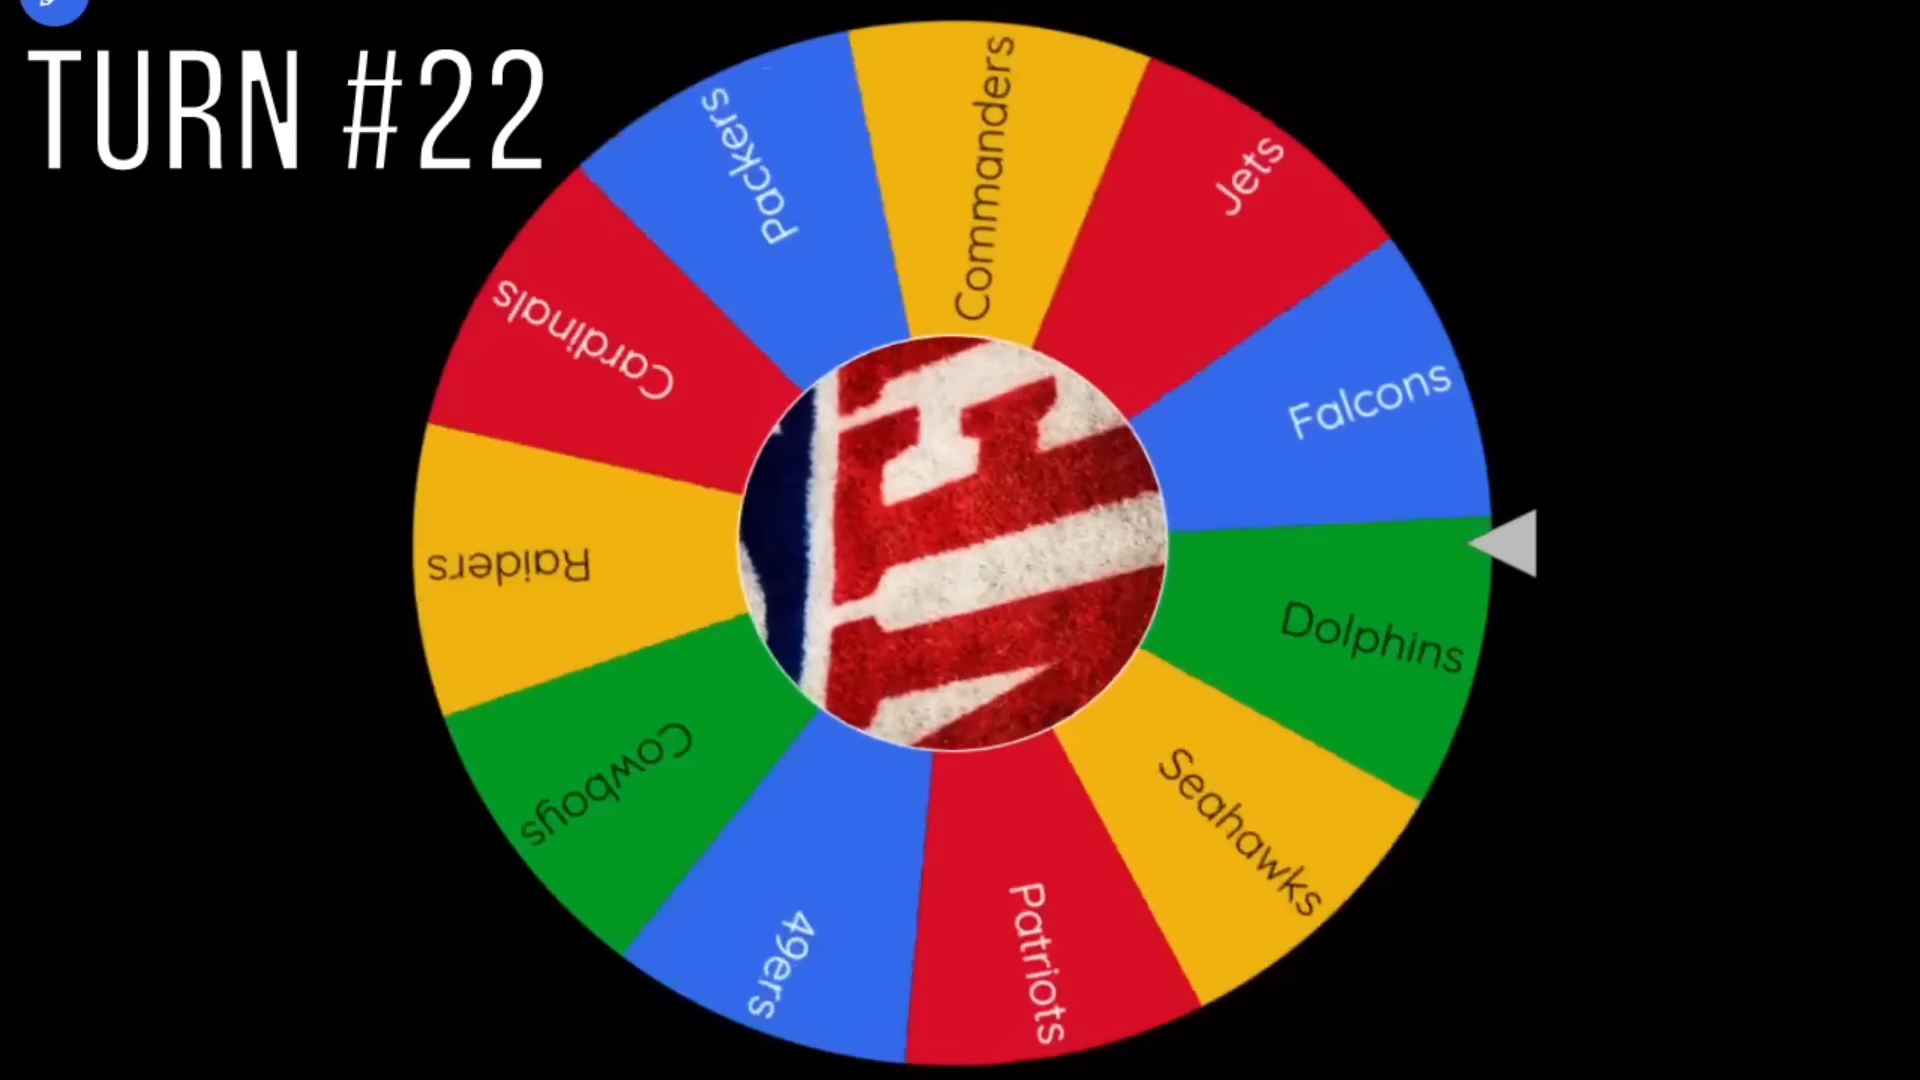 TURN #22
Commanders
Jets
Falcons
Dolphins
Seahawks
Patriots
49ers
Cowboys
Raiders
Cardinals
Packers